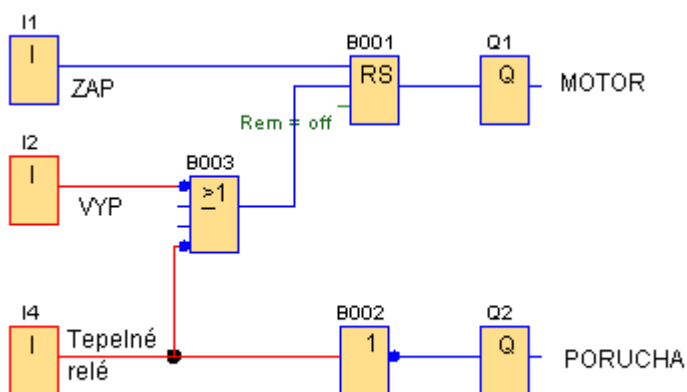 I1
I
ZAP
B001
RS
Rem = off
Q1
Q
MOTOR
I2
I
VYP
B003
≥1
I4
I
Tepelné
relé
B002
1
Q2
Q
PORUCHA